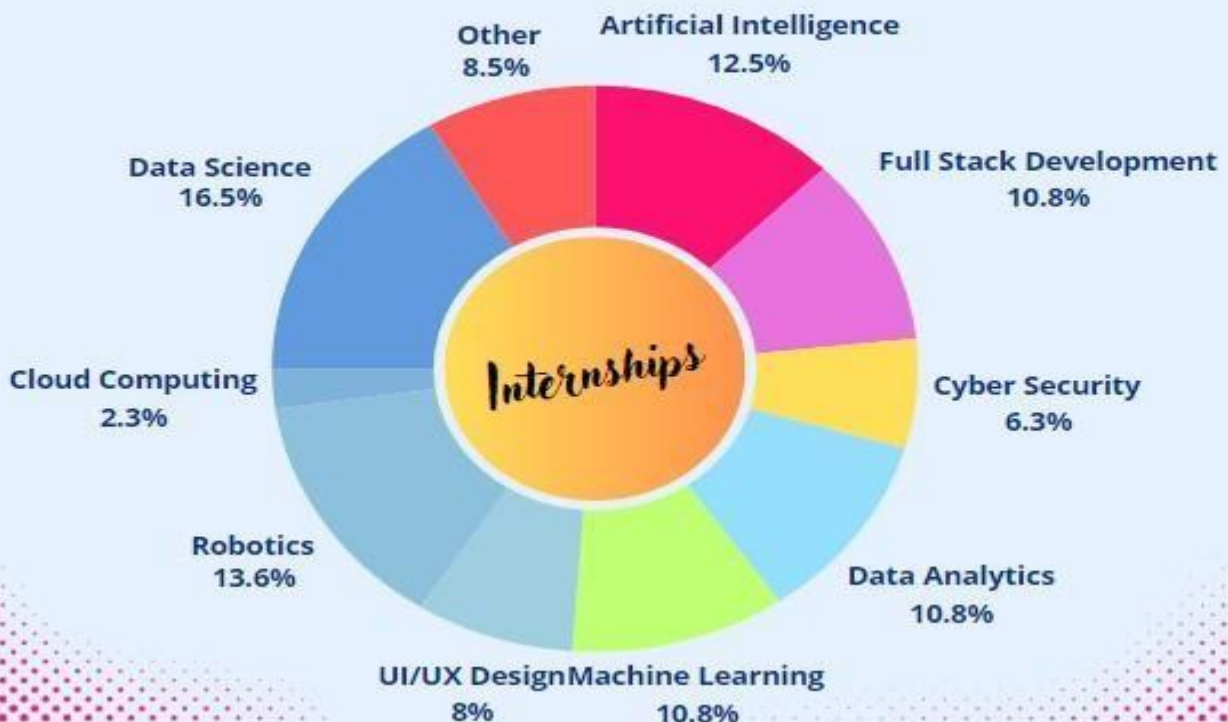 Other
8.5%
Artificial Intelligence
12.5%
Full Stack Development
10.8%
Cyber Security
6.3%
Data Analytics
10.8%
Machine Learning
10.8%
UI/UX Design
8%
Robotics
13.6%
Cloud Computing
2.3%
Data Science
16.5%
Internships